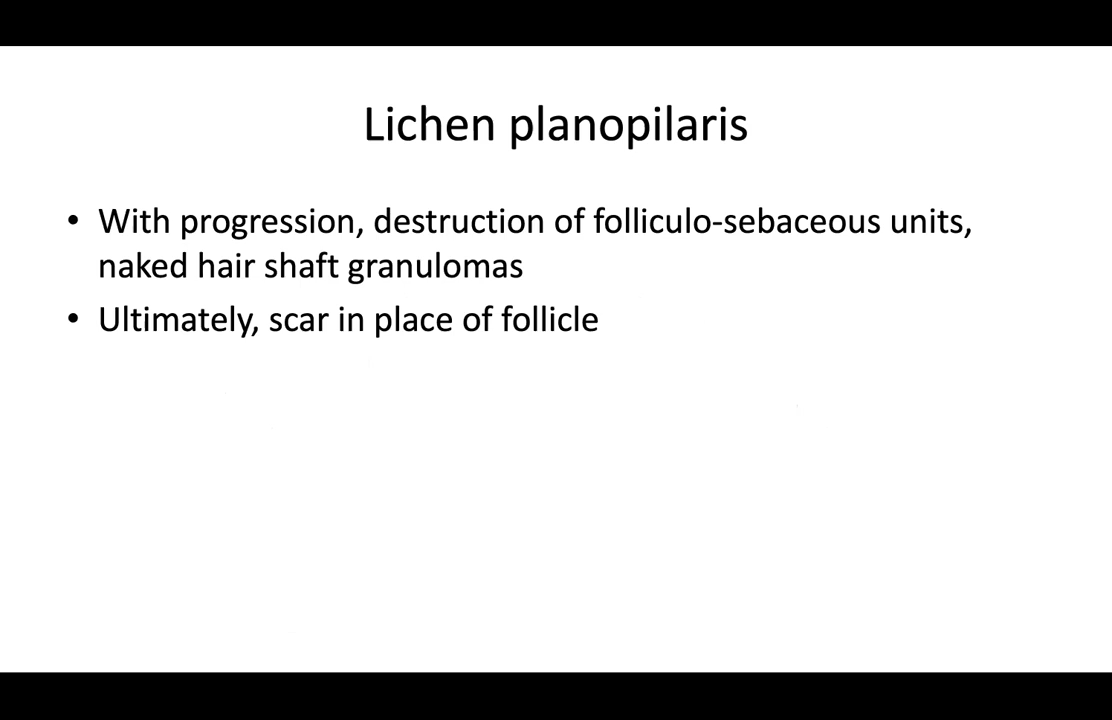 Lichen planopilaris
• With progression, destruction of folliculo-sebaceous units,
naked hair shaft granulomas
• Ultimately, scar in place of follicle